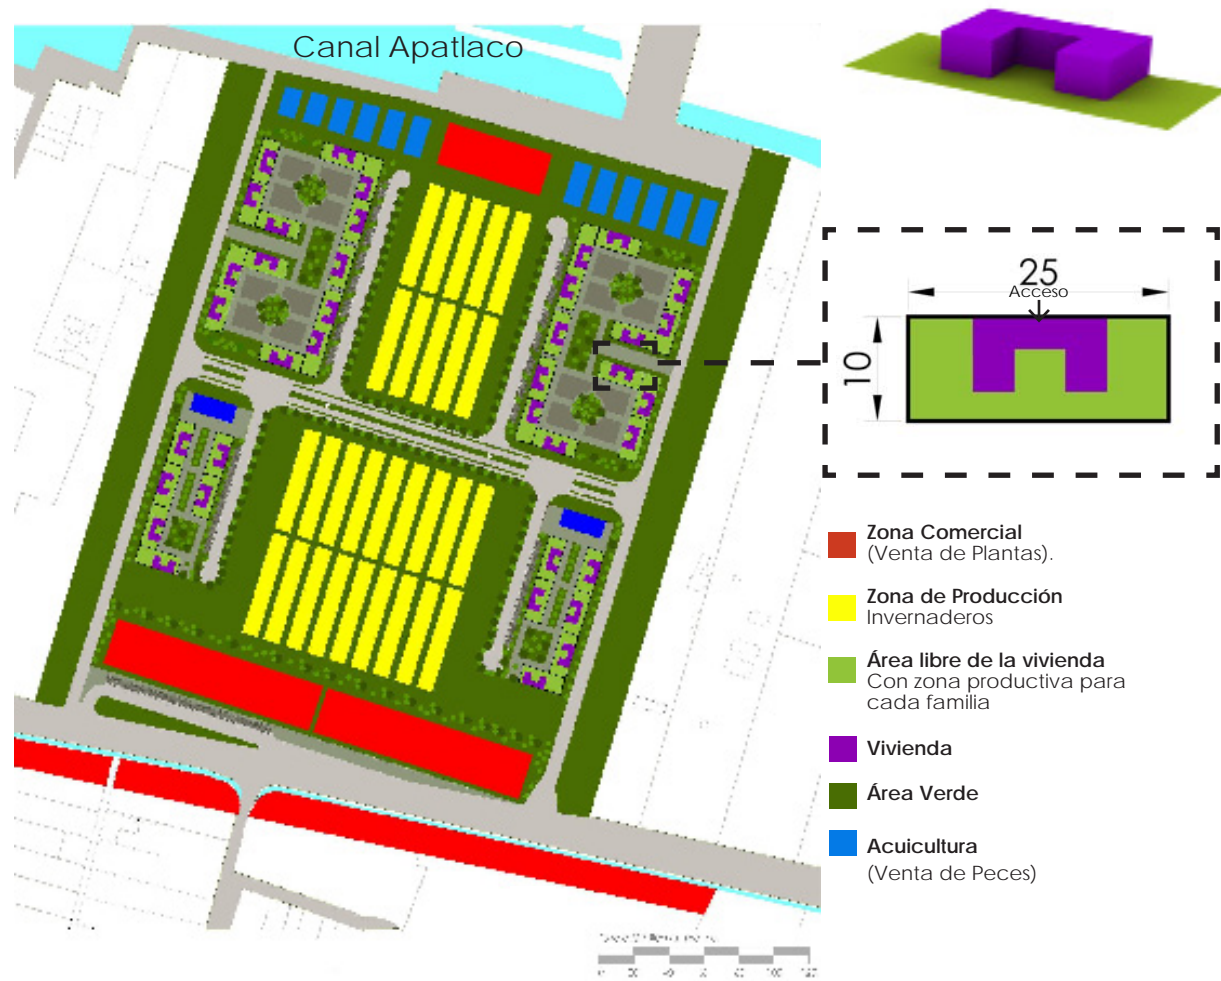 Canal Apatlaco
25
Acceso
10
Zona Comercial
(Venta de Plantas).
Zona de Producción
Invernaderos
Área libre de la vivienda
Con zona productiva para
cada familia
Vivienda
Área Verde
Acuicultura
(Venta de Peces)